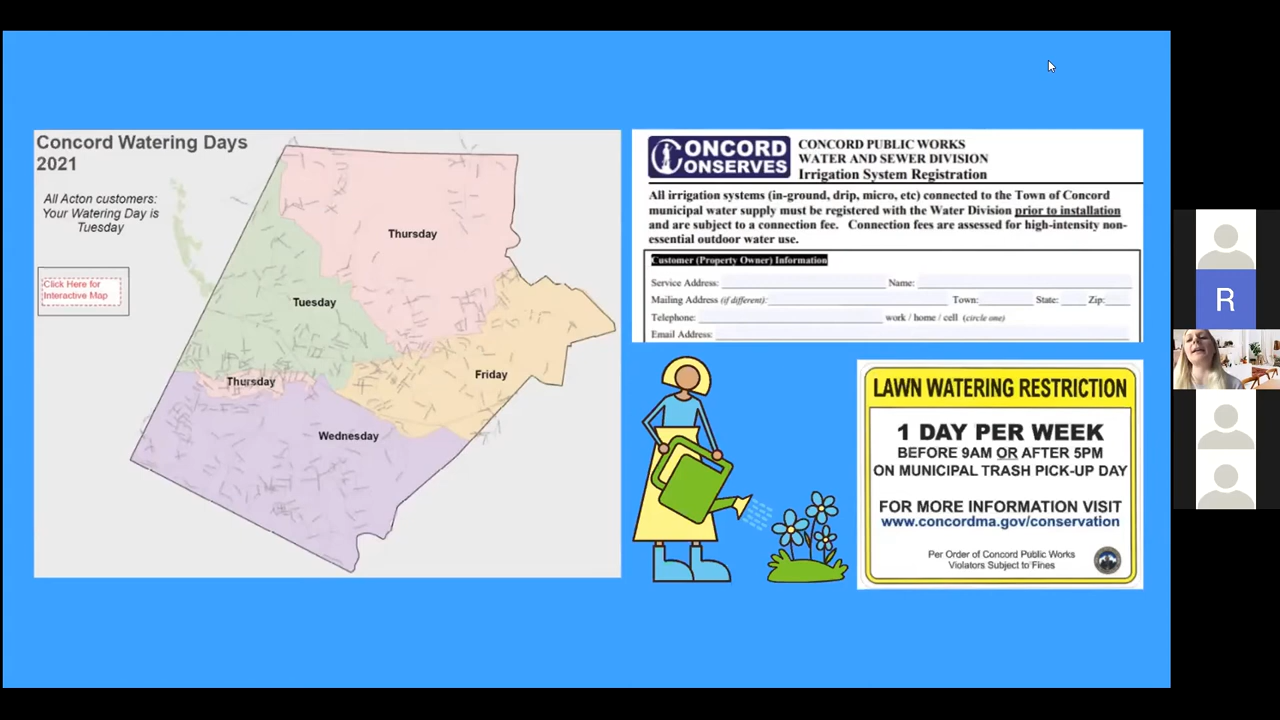 Concord Watering Days
2021
All Acton customers:
Your Watering Day is
Tuesday
Click Here for
Interactive Map
Thursday
Tuesday
Friday
Thursday
Wednesday
CONCORD
CONSERVES
CONCORD PUBLIC WORKS
WATER AND SEWER DIVISION
Irrigation System Registration
All irrigation systems (in-ground, drip, micro, etc) connected to the Town of Concord
municipal water supply must be registered with the Water Division prior to installation
and are subject to a connection fee. Connection fees are assessed for high-intensity non-
essential outdoor water use.
Customer (Property Owner) Information
Service Address: Name:
Mailing Address (if different): Town: State: Zip:
Telephone: work / home / cell (circle one)
Email Address:
LAWN WATERING RESTRICTION
1 DAY PER WEEK
BEFORE 9AM OR AFTER 5PM
ON MUNICIPAL TRASH PICK-UP DAY
FOR MORE INFORMATION VISIT
www.concordma.gov/conservation
Per Order of Concord Public Works
Violators Subject to Fines
R